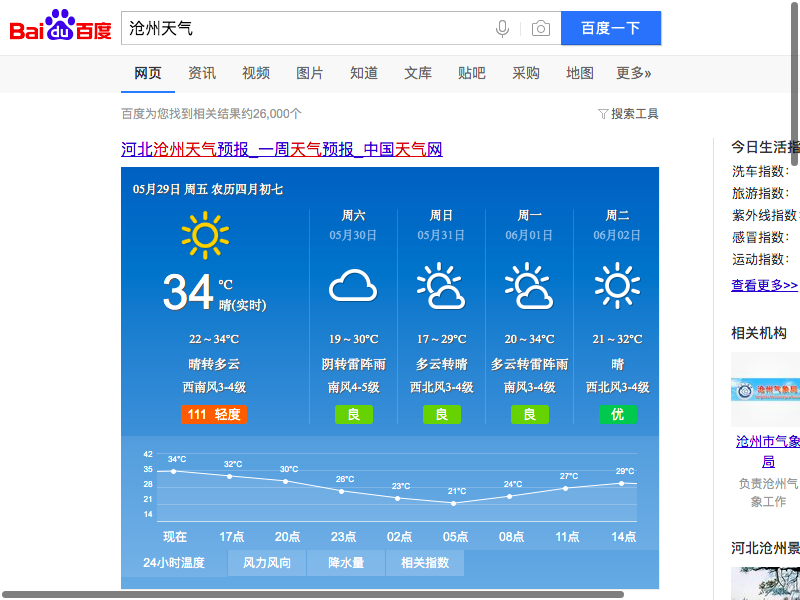 Bai du 百度
沧州天气
百度一下
网页 资讯 视频 图片 知道 文库 贴吧 采购 地图 更多»
百度为您找到相关结果约26,000个
搜索工具
河北沧州天气预报_一周天气预报_中国天气网
05月29日 周五 农历四月初七
34 ℃
晴(实时)
22～34℃
晴转多云
西南风3-4级
111 轻度
周六
05月30日
19～30℃
阴转雷阵雨
南风4-5级
良
周日
05月31日
17～29℃
多云转晴
西北风3-4级
良
周一
06月01日
20～34℃
多云转雷阵雨
南风3-4级
良
周二
06月02日
21～32℃
晴
西北风3-4级
优
42
35
28
21
14
34°C 32°C 30°C 26°C 23°C 21°C 24°C 27°C 29°C
现在 17点 20点 23点 02点 05点 08点 11点 14点
24小时温度 风力风向 降水量 相关指数
今日生活指
洗车指数：
旅游指数：
紫外线指数：
感冒指数：
运动指数：
查看更多>>
相关机构
沧州气象局
沧州市气象
局
负责沧州气
象工作
河北沧州景